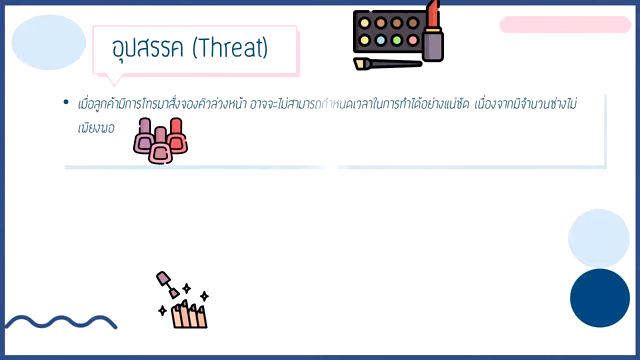 อุปสรรค (Threat)
เมื่อลูกค้ามีการโทรมาสั่งจองคิวล่วงหน้า อาจจะไม่สามารถกำหนดเวลาในการทำได้อย่างแน่ชัด เนื่องจากมีจำนวนช่างไม่
เพียงพอ